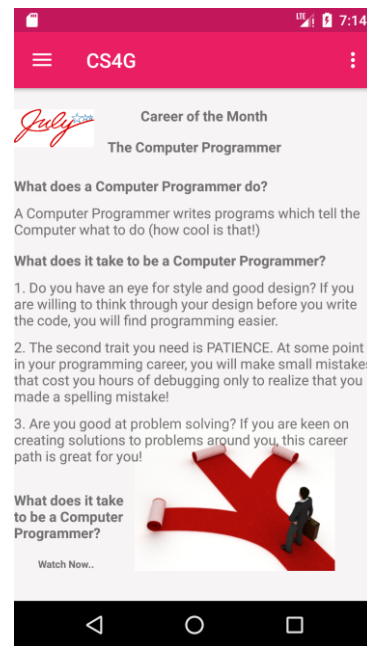 LTE 7:14
CS4G
July
Career of the Month
The Computer Programmer
What does a Computer Programmer do?
A Computer Programmer writes programs which tell the
Computer what to do (how cool is that!)
What does it take to be a Computer Programmer?
1. Do you have an eye for style and good design? If you
are willing to think through your design before you write
the code, you will find programming easier.
2. The second trait you need is PATIENCE. At some point
in your programming career, you will make small mistakes
that cost you hours of debugging only to realize that you
made a spelling mistake!
3. Are you good at problem solving? If you are keen on
creating solutions to problems around you, this career
path is great for you!
What does it take
to be a Computer
Programmer?
Watch Now..